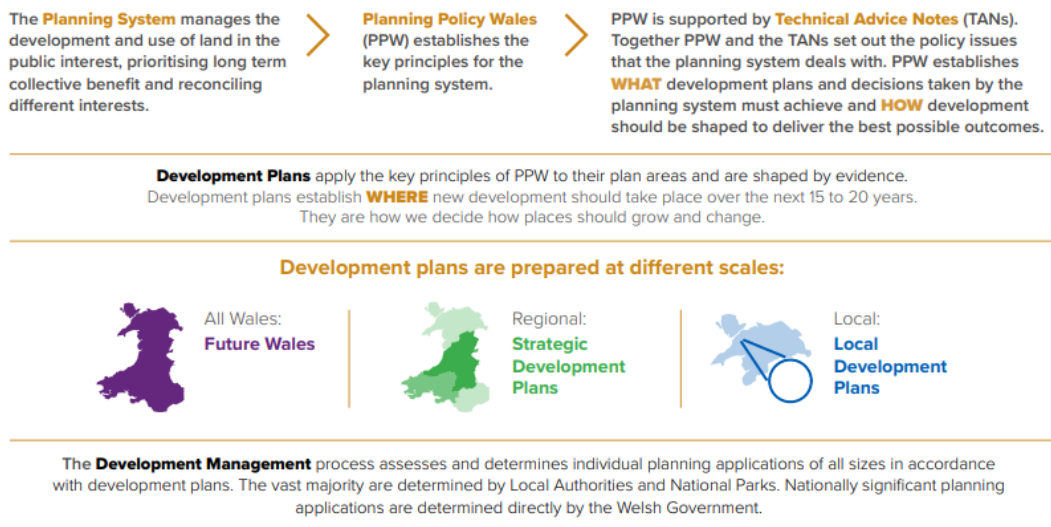 The Planning System manages the
development and use of land in the
public interest, prioritising long term
collective benefit and reconciling
different interests.
Planning Policy Wales
(PPW) establishes the
key principles for the
planning system.
PPW is supported by Technical Advice Notes (TANs).
Together PPW and the TANs set out the policy issues
that the planning system deals with. PPW establishes
WHAT development plans and decisions taken by the
planning system must achieve and HOW development
should be shaped to deliver the best possible outcomes.
Development Plans apply the key principles of PPW to their plan areas and are shaped by evidence.
Development plans establish WHERE new development should take place over the next 15 to 20 years.
They are how we decide how places should grow and change.
Development plans are prepared at different scales:
All Wales:
Future Wales
Regional:
Strategic
Development
Plans
Local:
Local
Development
Plans
The Development Management process assesses and determines individual planning applications of all sizes in accordance
with development plans. The vast majority are determined by Local Authorities and National Parks. Nationally significant planning
applications are determined directly by the Welsh Government.